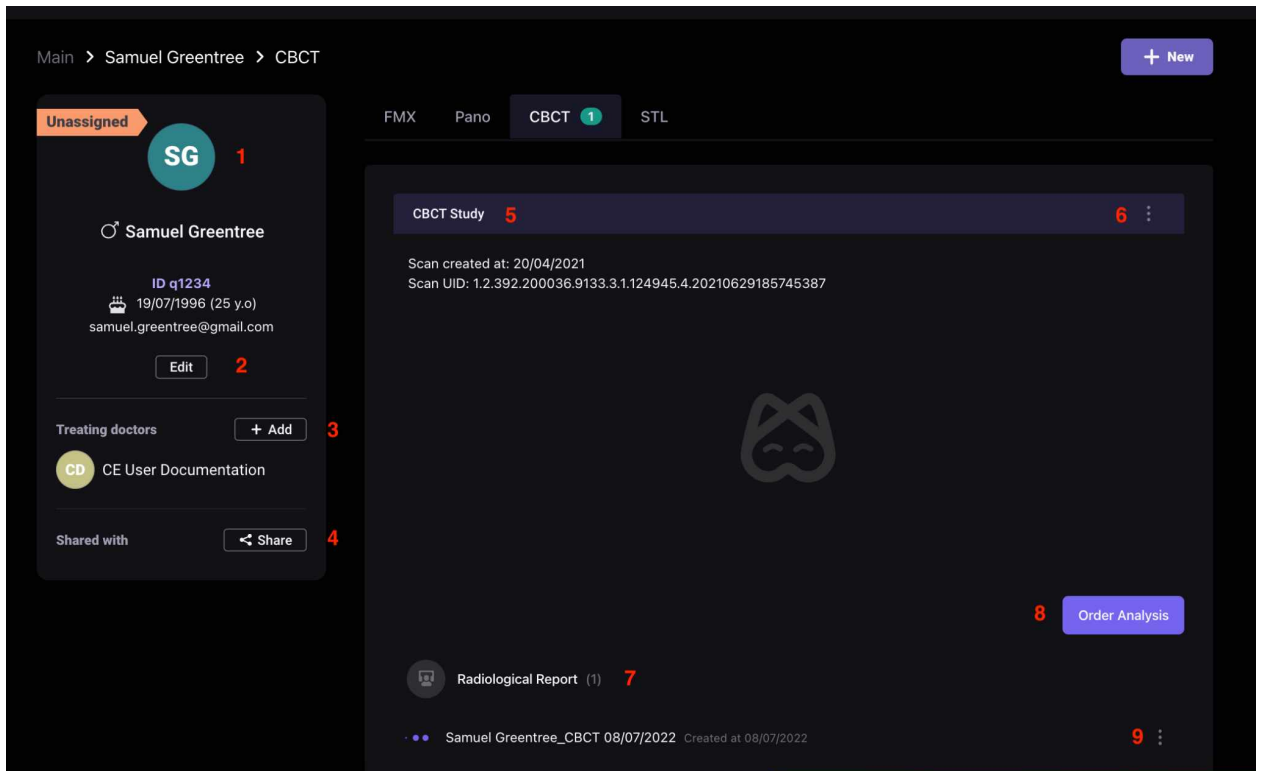 Main > Samuel Greentree > CBCT
+ New
Unassigned
SG 1
Samuel Greentree
ID q1234
19/07/1996 (25 y.o)
samuel.greentree@gmail.com
Edit 2
Treating doctors + Add 3
CD CE User Documentation
Shared with Share 4
FMX Pano CBCT 1 STL
CBCT Study 5 6
Scan created at: 20/04/2021
Scan UID: 1.2.392.200036.9133.3.1.124945.4.20210629185745387
8 Order Analysis
Radiological Report (1) 7
Samuel Greentree_CBCT 08/07/2022 Created at 08/07/2022 9